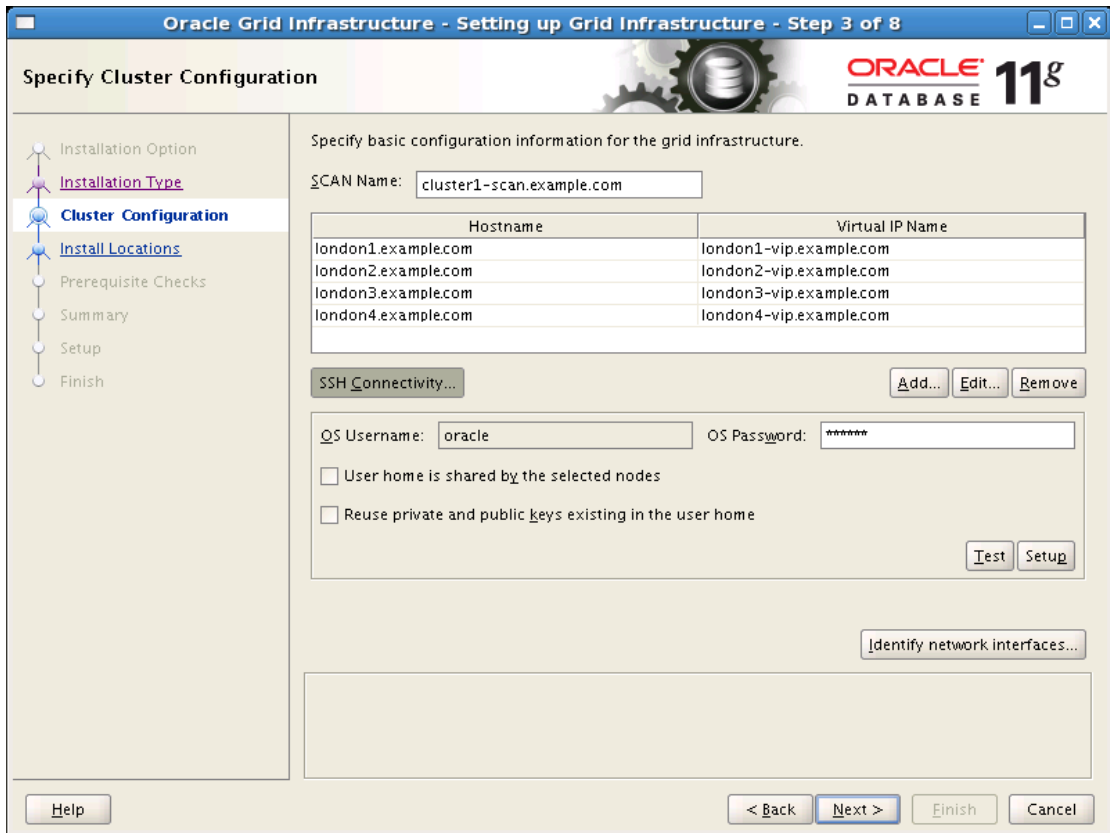 Oracle Grid Infrastructure - Setting up Grid Infrastructure - Step 3 of 8
Specify Cluster Configuration
ORACLE
DATABASE
11g
Installation Option
Installation Type
Cluster Configuration
Install Locations
Prerequisite Checks
Summary
Setup
Finish
Specify basic configuration information for the grid infrastructure.
SCAN Name: cluster1-scan.example.com
Hostname Virtual IP Name
london1.example.com london1-vip.example.com
london2.example.com london2-vip.example.com
london3.example.com london3-vip.example.com
london4.example.com london4-vip.example.com
SSH Connectivity... Add... Edit... Remove
OS Username: oracle OS Password: ******
User home is shared by the selected nodes
Reuse private and public keys existing in the user home
Test Setup
Identify network interfaces...
Help < Back Next > Finish Cancel